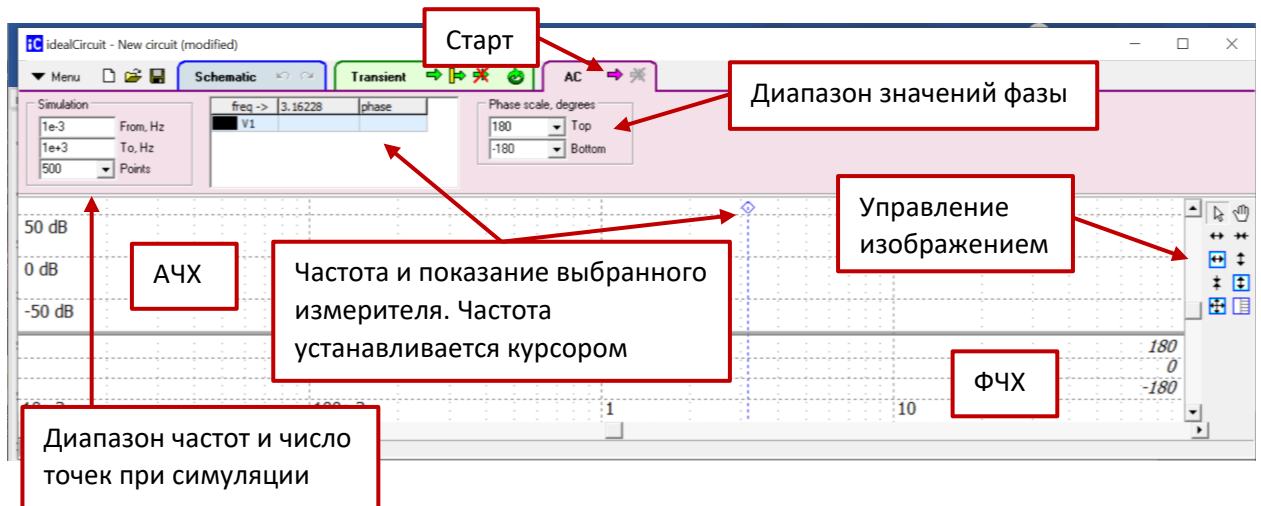 Старт
idealCircuit - New circuit (modified)
Menu Schematic Transient AC
Simulation
1e-3 From, Hz
1e+3 To, Hz
500 Points
freq -> 3.16228 phase
V1
Phase scale, degrees
180 Top
-180 Bottom
Диапазон значений фазы
Управление
изображением
50 dB
0 dB
-50 dB
АЧХ
Частота и показание выбранного
измерителя. Частота
устанавливается курсором
180
0
-180
ФЧХ
1 10
Диапазон частот и число
точек при симуляции